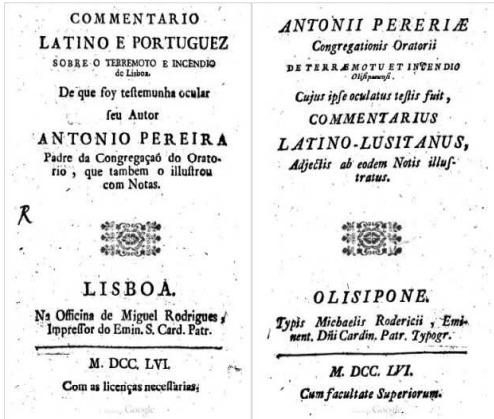 COMMENTARIO
LATINO E PORTUGUEZ
SOBRE O TERREMOTO E INCENDIO
de Lisboa.
De que foy teſtemunha ocular
ſeu Autor
ANTONIO PEREIRA
Padre da Congregaçaõ do Orato-
rio, que tambem o illuſtrou
com Notas.
R
LISBOA.
Na Officina de Miguel Rodrigues,
Impreſſor do Emin. S. Card. Patr.
M. DCC. LVI.
Com as licenças neceſſarias.
Google
ANTONII PERERIÆ
Congregationis Oratorii
DE TERRÆMOTU ET INCENDIO
Oliſiponenſi.
Cujus ipſe oculatus teſtis fuit,
COMMENTARIUS
LATINO-LUSITANUS,
Adjectis ab eodem Notis illuſ-
tratus.
OLISIPONE.
Typis Michaelis Rodericii, Emi-
nent. Dñi Cardin. Patr. Typogr.
M. DCC. LVI.
Cum facultate Superiorum.
Google